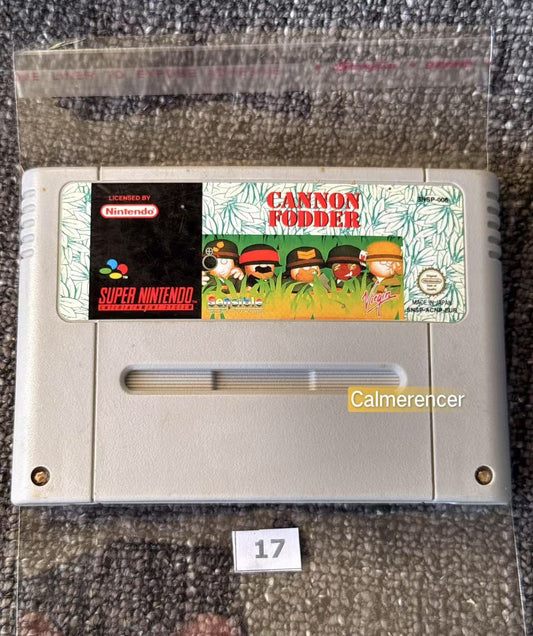 LICENSED BY
Nintendo
CANNON
FODDER
SNSP-006
SUPER NINTENDO
ENTERTAINMENT SYSTEM
Sensible
Virgin
MADE IN JAPAN
SNSP-ACNP-EUR
Calmerencer
17